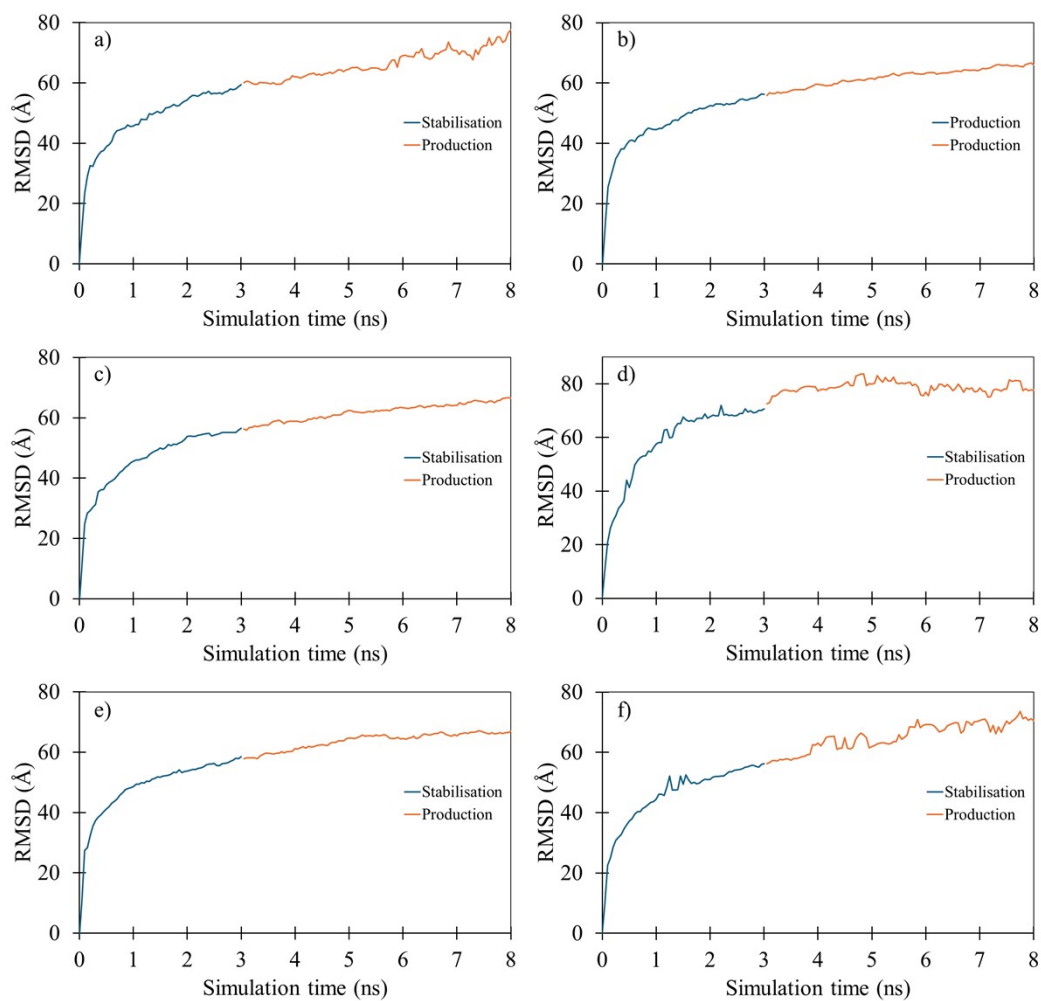 80
a)
60
40
20
0
RMSD (Å)
Stabilisation
Production
0 1 2 3 4 5 6 7 8
Simulation time (ns)
80
b)
60
40
20
0
RMSD (Å)
Production
Production
0 1 2 3 4 5 6 7 8
Simulation time (ns)
80
c)
60
40
20
0
RMSD (Å)
Stabilisation
Production
0 1 2 3 4 5 6 7 8
Simulation time (ns)
d)
80
60
40
20
0
RMSD (Å)
Stabilisation
Production
0 1 2 3 4 5 6 7 8
Simulation time (ns)
80
e)
60
40
20
0
RMSD (Å)
Stabilisation
Production
0 1 2 3 4 5 6 7 8
Simulation time (ns)
80
f)
60
40
20
0
RMSD (Å)
Stabilisation
Production
0 1 2 3 4 5 6 7 8
Simulation time (ns)